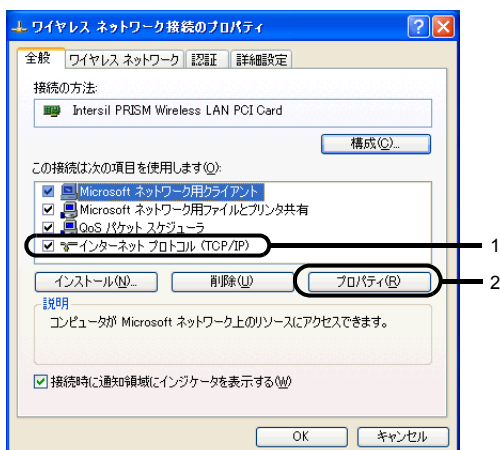 ワイヤレス ネットワーク接続のプロパティ
全般 ワイヤレス ネットワーク 認証 詳細設定
接続の方法:
Intersil PRISM Wireless LAN PCI Card
構成(C)...
この接続は次の項目を使用します(O):
Microsoft ネットワーク用クライアント
Microsoft ネットワーク用ファイルとプリンタ共有
QoS パケット スケジューラ
インターネット プロトコル (TCP/IP)
1
インストール(N)... 削除(U) プロパティ(R)
2
説明
コンピュータが Microsoft ネットワーク上のリソースにアクセスできます。
接続時に通知領域にインジケータを表示する(W)
OK キャンセル